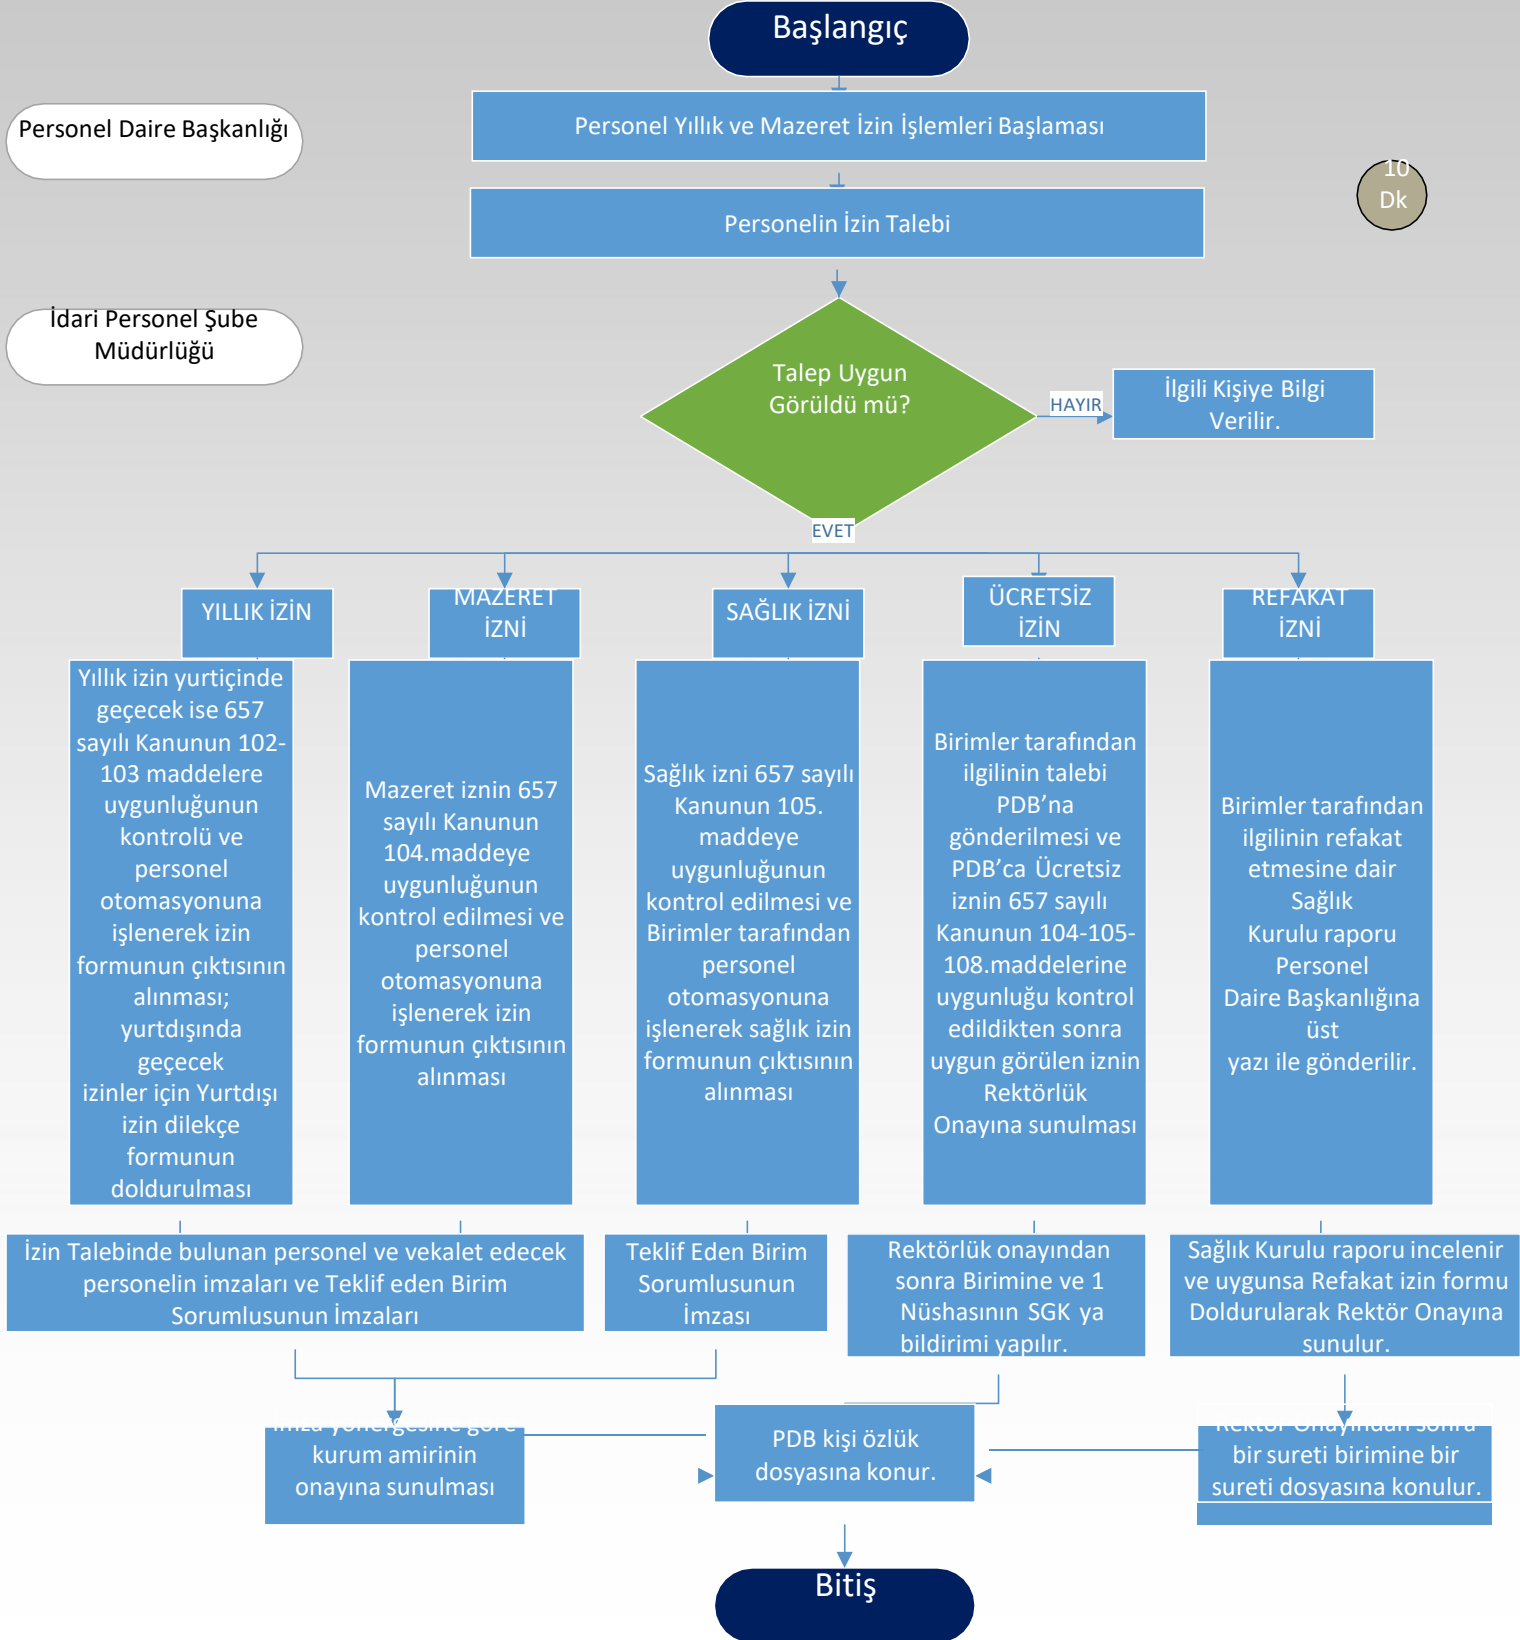 Başlangıç
Personel Daire Başkanlığı
Personel Yıllık ve Mazeret İzin İşlemleri Başlaması
10
Dk
Personelin İzin Talebi
İdari Personel Şube
Müdürlüğü
Talep Uygun
Görüldü mü?
HAYIR
İlgili Kişiye Bilgi
Verilir.
EVET
YILLIK İZİN
MAZERET
İZNİ
SAĞLIK İZNİ
ÜCRETSİZ
İZİN
REFAKAT
İZNİ
Yıllık izin yurtiçinde
geçecek ise 657
sayılı Kanunun 102-
103 maddelere
uygunluğunun
kontrolü ve
personel
otomasyonuna
işlenerek izin
formunun çıktısının
alınması;
yurtdışında
geçecek
izinler için Yurtdışı
izin dilekçe
formunun
doldurulması
Mazeret iznin 657
sayılı Kanunun
104.maddeye
uygunluğunun
kontrol edilmesi ve
personel
otomasyonuna
işlenerek izin
formunun çıktısının
alınması
Sağlık izni 657 sayılı
Kanunun 105.
maddeye
uygunluğunun
kontrol edilmesi ve
Birimler tarafından
personel
otomasyonuna
işlenerek sağlık izin
formunun çıktısının
alınması
Birimler tarafından
ilgilinin talebi
PDB’na
gönderilmesi ve
PDB’ca Ücretsiz
iznin 657 sayılı
Kanunun 104-105-
108.maddelerine
uygunluğu kontrol
edildikten sonra
uygun görülen iznin
Rektörlük
Onayına sunulması
Birimler tarafından
ilgilinin refakat
etmesine dair
Sağlık
Kurulu raporu
Personel
Daire Başkanlığına
üst
yazı ile gönderilir.
İzin Talebinde bulunan personel ve vekalet edecek
personelin imzaları ve Teklif eden Birim
Sorumlusunun İmzaları
Teklif Eden Birim
Sorumlusunun
İmzası
Rektörlük onayından
sonra Birimine ve 1
Nüshasının SGK ya
bildirimi yapılır.
Sağlık Kurulu raporu incelenir
ve uygunsa Refakat izin formu
Doldurularak Rektör Onayına
sunulur.
İmza yönergesine göre
kurum amirinin
onayına sunulması
PDB kişi özlük
dosyasına konur.
Rektör Onayından sonra
bir sureti birimine bir
sureti dosyasına konulur.
Bitiş